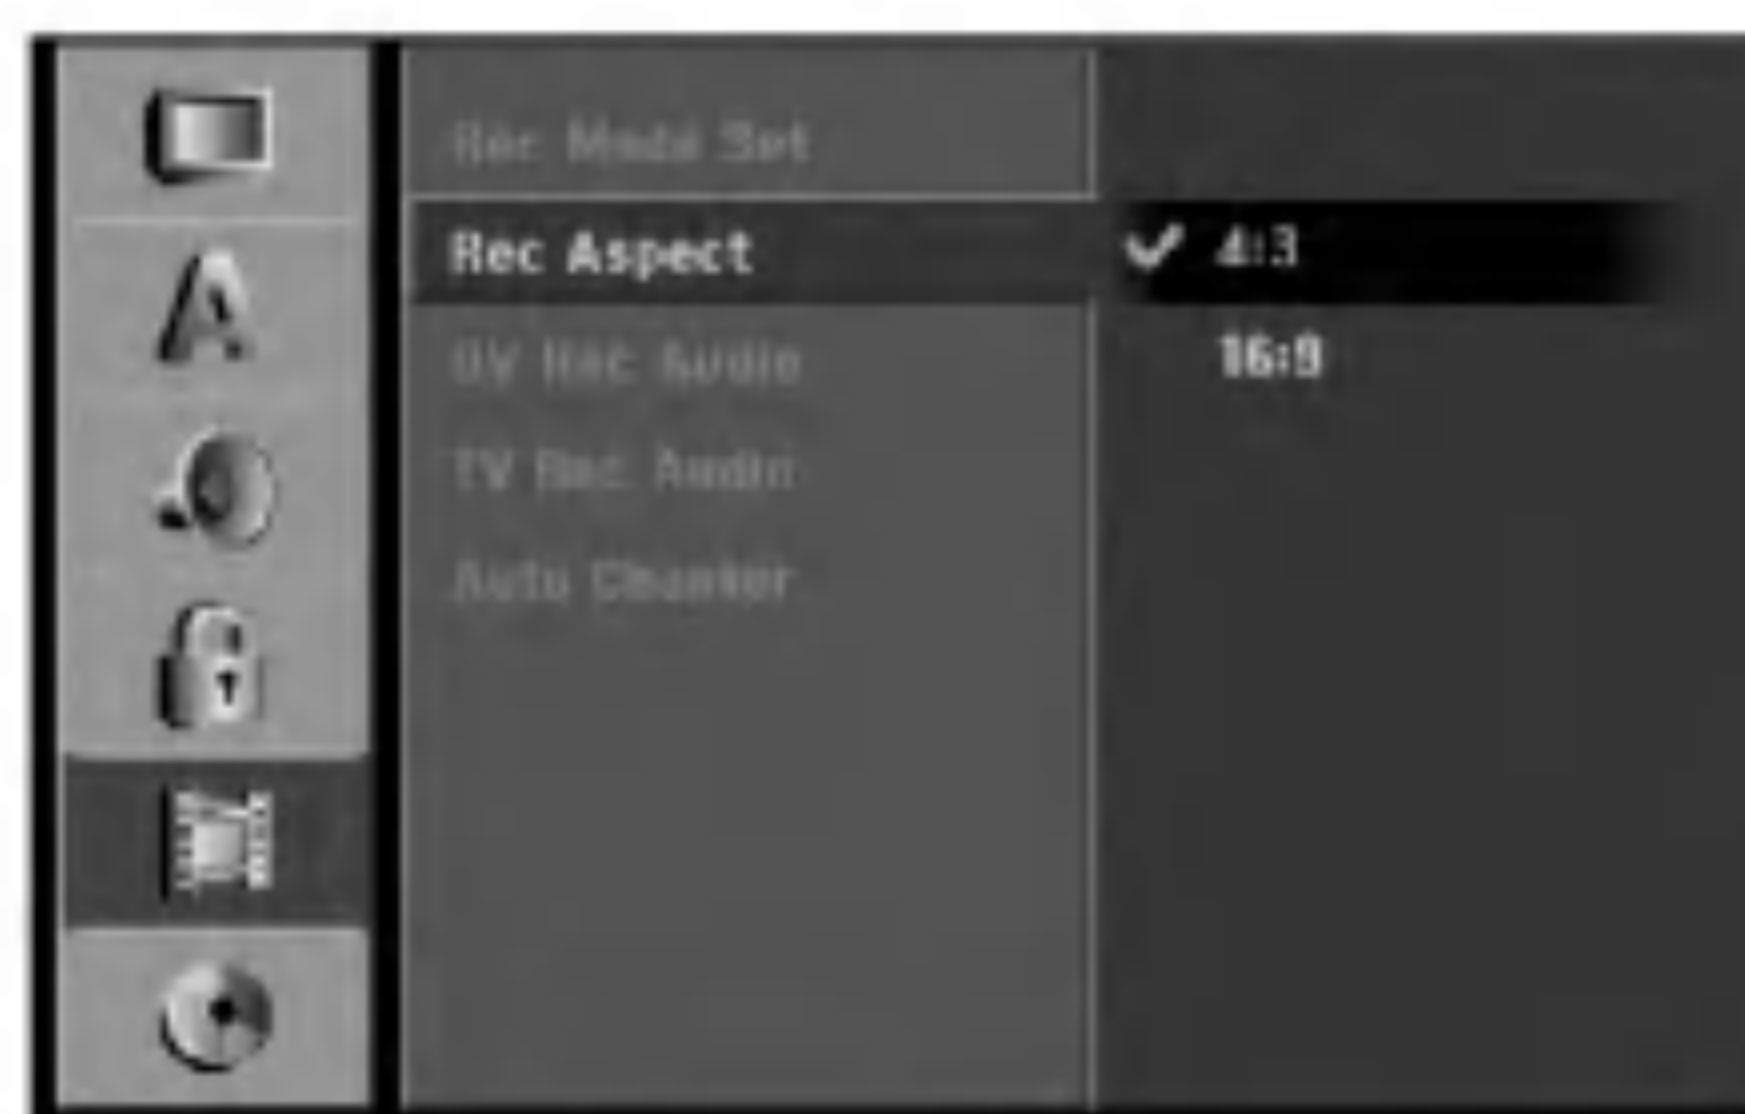 Rec Mode Set
Rec Aspect
4:3
16:9
DV Rec Audio
TV Rec Audio
Auto Chapter